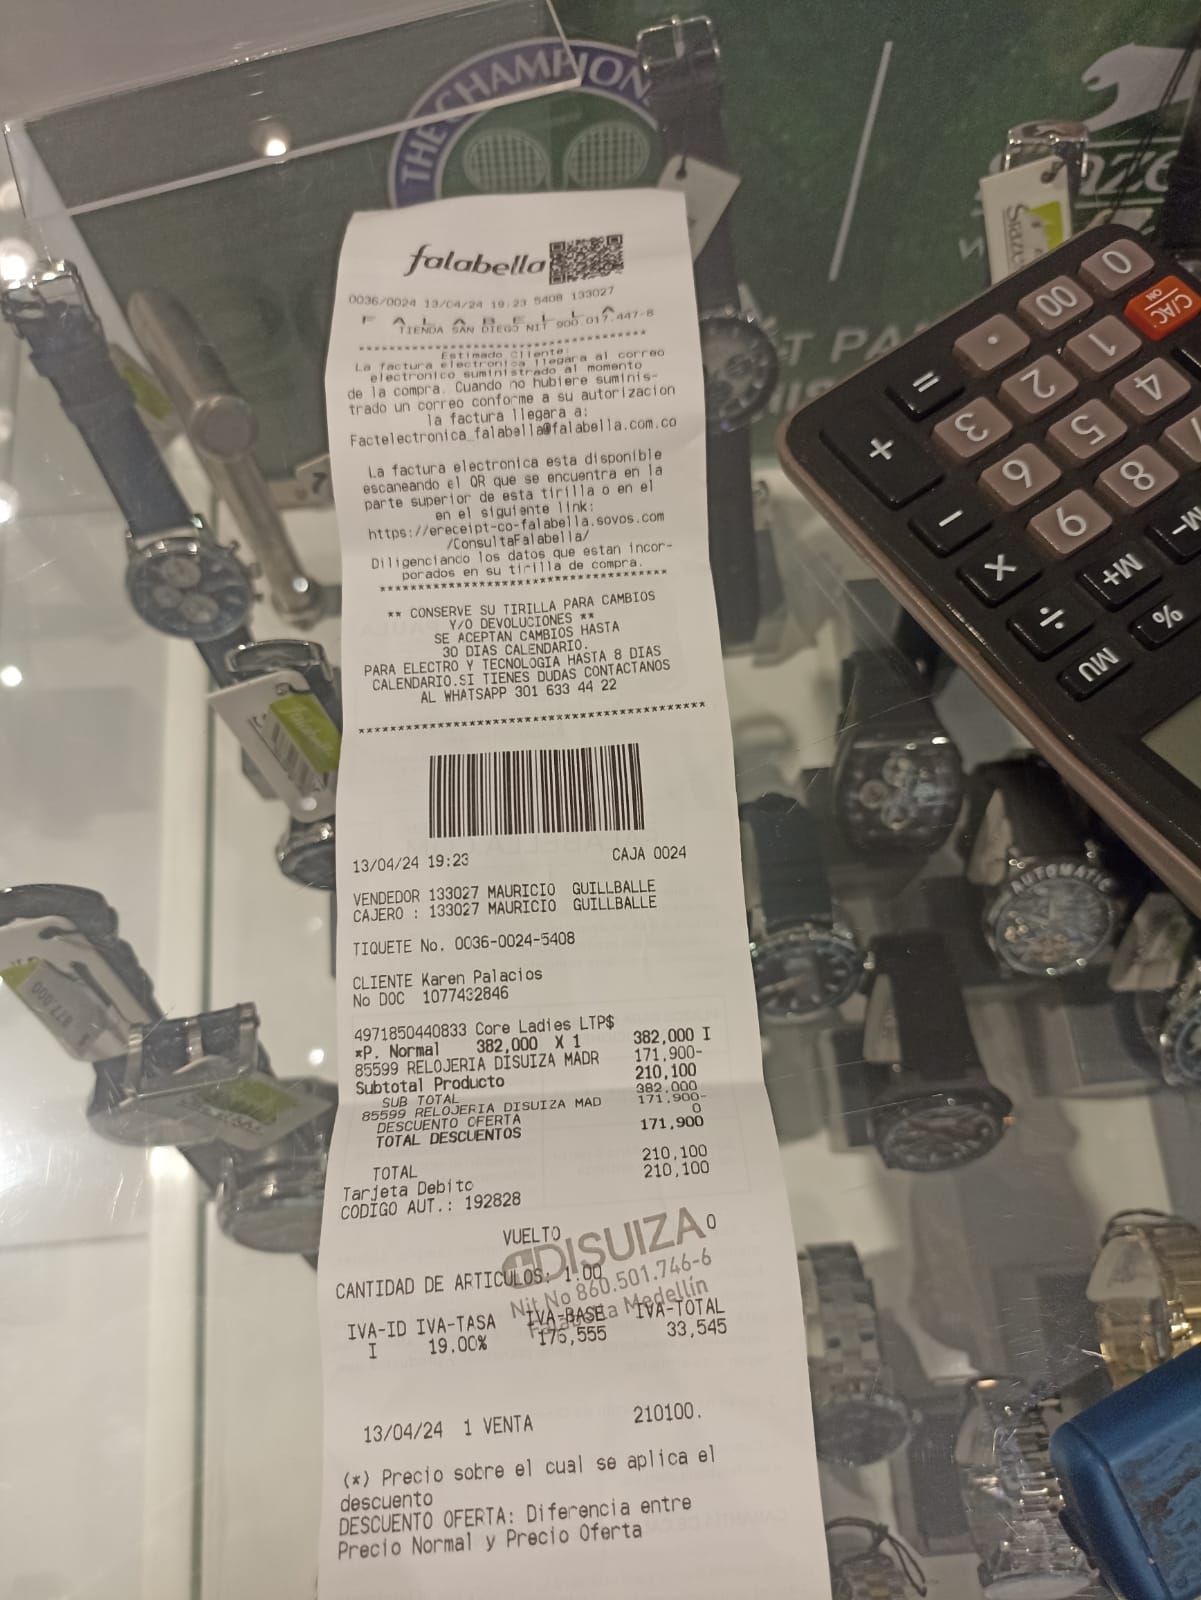 THE CHAMPION
falabella
0036/0024 13/04/24 19:23 5408 133027
F A L A B E L L A
TIENDA SAN DIEGO NIT 900.017.447-8
****************************************
Estimado Cliente:
La factura electronica llegara al correo
electronico suministrado al momento
de la compra. Cuando no hubiere suminis-
trado un correo conforme a su autorizacion
la factura llegara a:
Factelectronica_falabella@falabella.com.co
La factura electronica esta disponible
escaneando el QR que se encuentra en la
parte superior de esta tirilla o en el
en el siguiente link:
https://ereceipt-co-falabella.sovos.com
/ConsultaFalabella/
Diligenciando los datos que estan incor-
porados en su tirilla de compra.
****************************************
** CONSERVE SU TIRILLA PARA CAMBIOS
Y/O DEVOLUCIONES **
SE ACEPTAN CAMBIOS HASTA
30 DIAS CALENDARIO.
PARA ELECTRO Y TECNOLOGIA HASTA 8 DIAS
CALENDARIO.SI TIENES DUDAS CONTACTANOS
AL WHATSAPP 301 633 44 22
****************************************
13/04/24 19:23 CAJA 0024
VENDEDOR 133027 MAURICIO GUILLBALLE
CAJERO : 133027 MAURICIO GUILLBALLE
TIQUETE No. 0036-0024-5408
CLIENTE Karen Palacios
No DOC 1077432846
4971850440833 Core Ladies LTP$
*P. Normal 382,000 X 1 382,000 I
85599 RELOJERIA DISUIZA MADR 171,900-
Subtotal Producto 210,100
SUB TOTAL 382,000
85599 RELOJERIA DISUIZA MAD 171,900-
DESCUENTO OFERTA 0
TOTAL DESCUENTOS 171,900
TOTAL 210,100
Tarjeta Debito 210,100
CODIGO AUT.: 192828
VUELTO 0
DISUIZA
CANTIDAD DE ARTICULOS: 1.00
Nit No 860.501.746-6
Falabella Medellín
IVA-ID IVA-TASA IVA-BASE IVA-TOTAL
I 19.00% 176,555 33,545
13/04/24 1 VENTA 210100.
(*) Precio sobre el cual se aplica el
descuento
DESCUENTO OFERTA: Diferencia entre
Precio Normal y Precio Oferta
0
00
.
=
C/AC
ON
1
2
3
+
4
5
6
-
7
8
9
X
M-
M+
÷
%
MU
AUTOMATIC